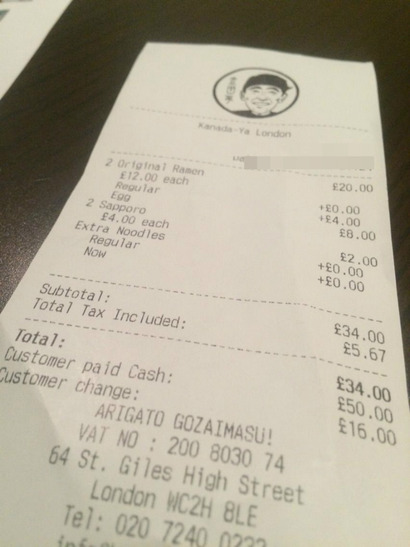 Kanada-Ya London
2 Original Ramen £20.00
£12.00 each
Regular +£0.00
Egg +£4.00
2 Sapporo £8.00
£4.00 each
Extra Noodles £2.00
Regular +£0.00
Now +£0.00
Subtotal: £34.00
Total Tax Included: £5.67
Total: £34.00
Customer paid Cash: £50.00
Customer change: £16.00
ARIGATO GOZAIMASU!
VAT NO : 200 8030 74
64 St. Giles High Street
London WC2H 8LE
Tel: 020 7240